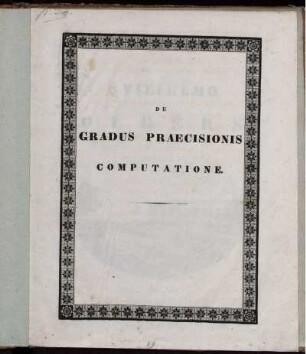 DE
GRADUS PRAECISIONIS
COMPUTATIONE.